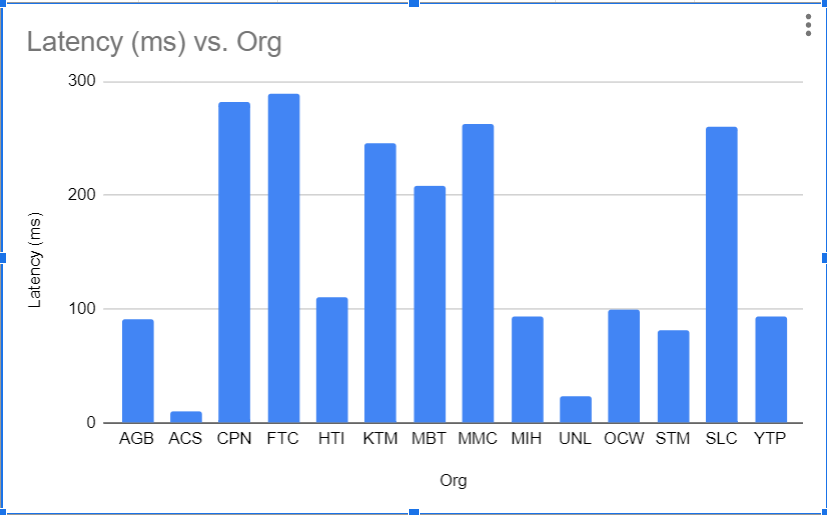 Latency (ms) vs. Org
300
200
100
0
Latency (ms)
AGB ACS CPN FTC HTI KTM MBT MMC MIH UNL OCW STM SLC YTP
Org